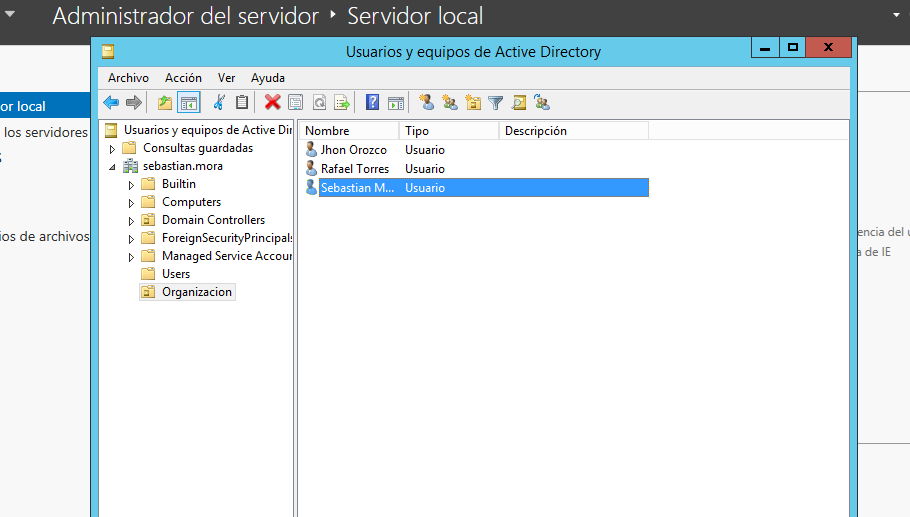 Administrador del servidor ‣ Servidor local
Usuarios y equipos de Active Directory
Archivo Acción Ver Ayuda
or local
los servidores
ios de archivos
Usuarios y equipos de Active Dir
Consultas guardadas
sebastian.mora
Builtin
Computers
Domain Controllers
ForeignSecurityPrincipals
Managed Service Accour
Users
Organizacion
Nombre Tipo Descripción
Jhon Orozco Usuario
Rafael Torres Usuario
Sebastian M... Usuario
encia del u
a de IE